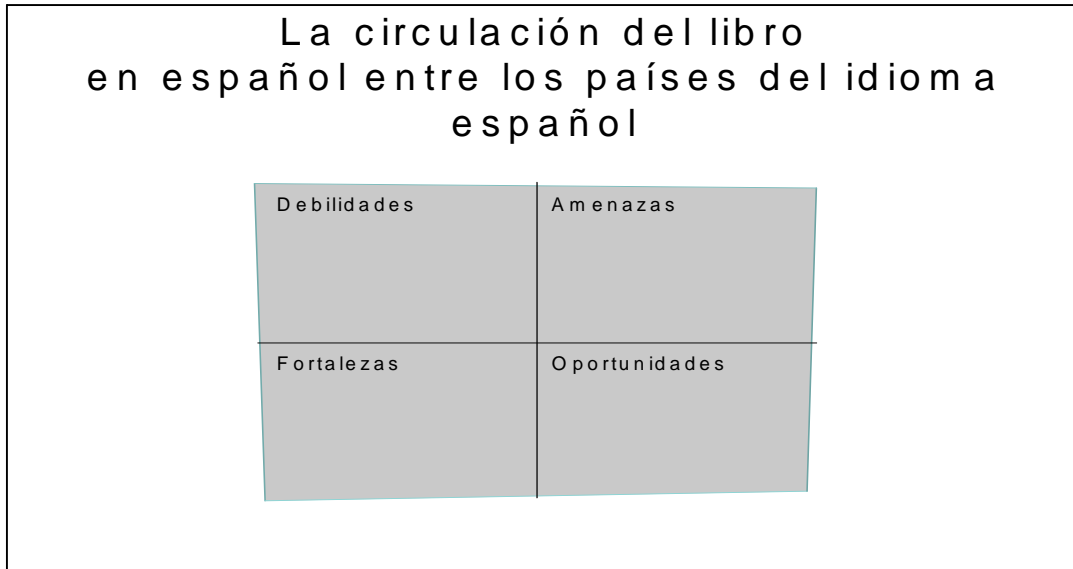 La circulación del libro
en español entre los países del idioma
español
Debilidades
Amenazas
Fortalezas
Oportunidades